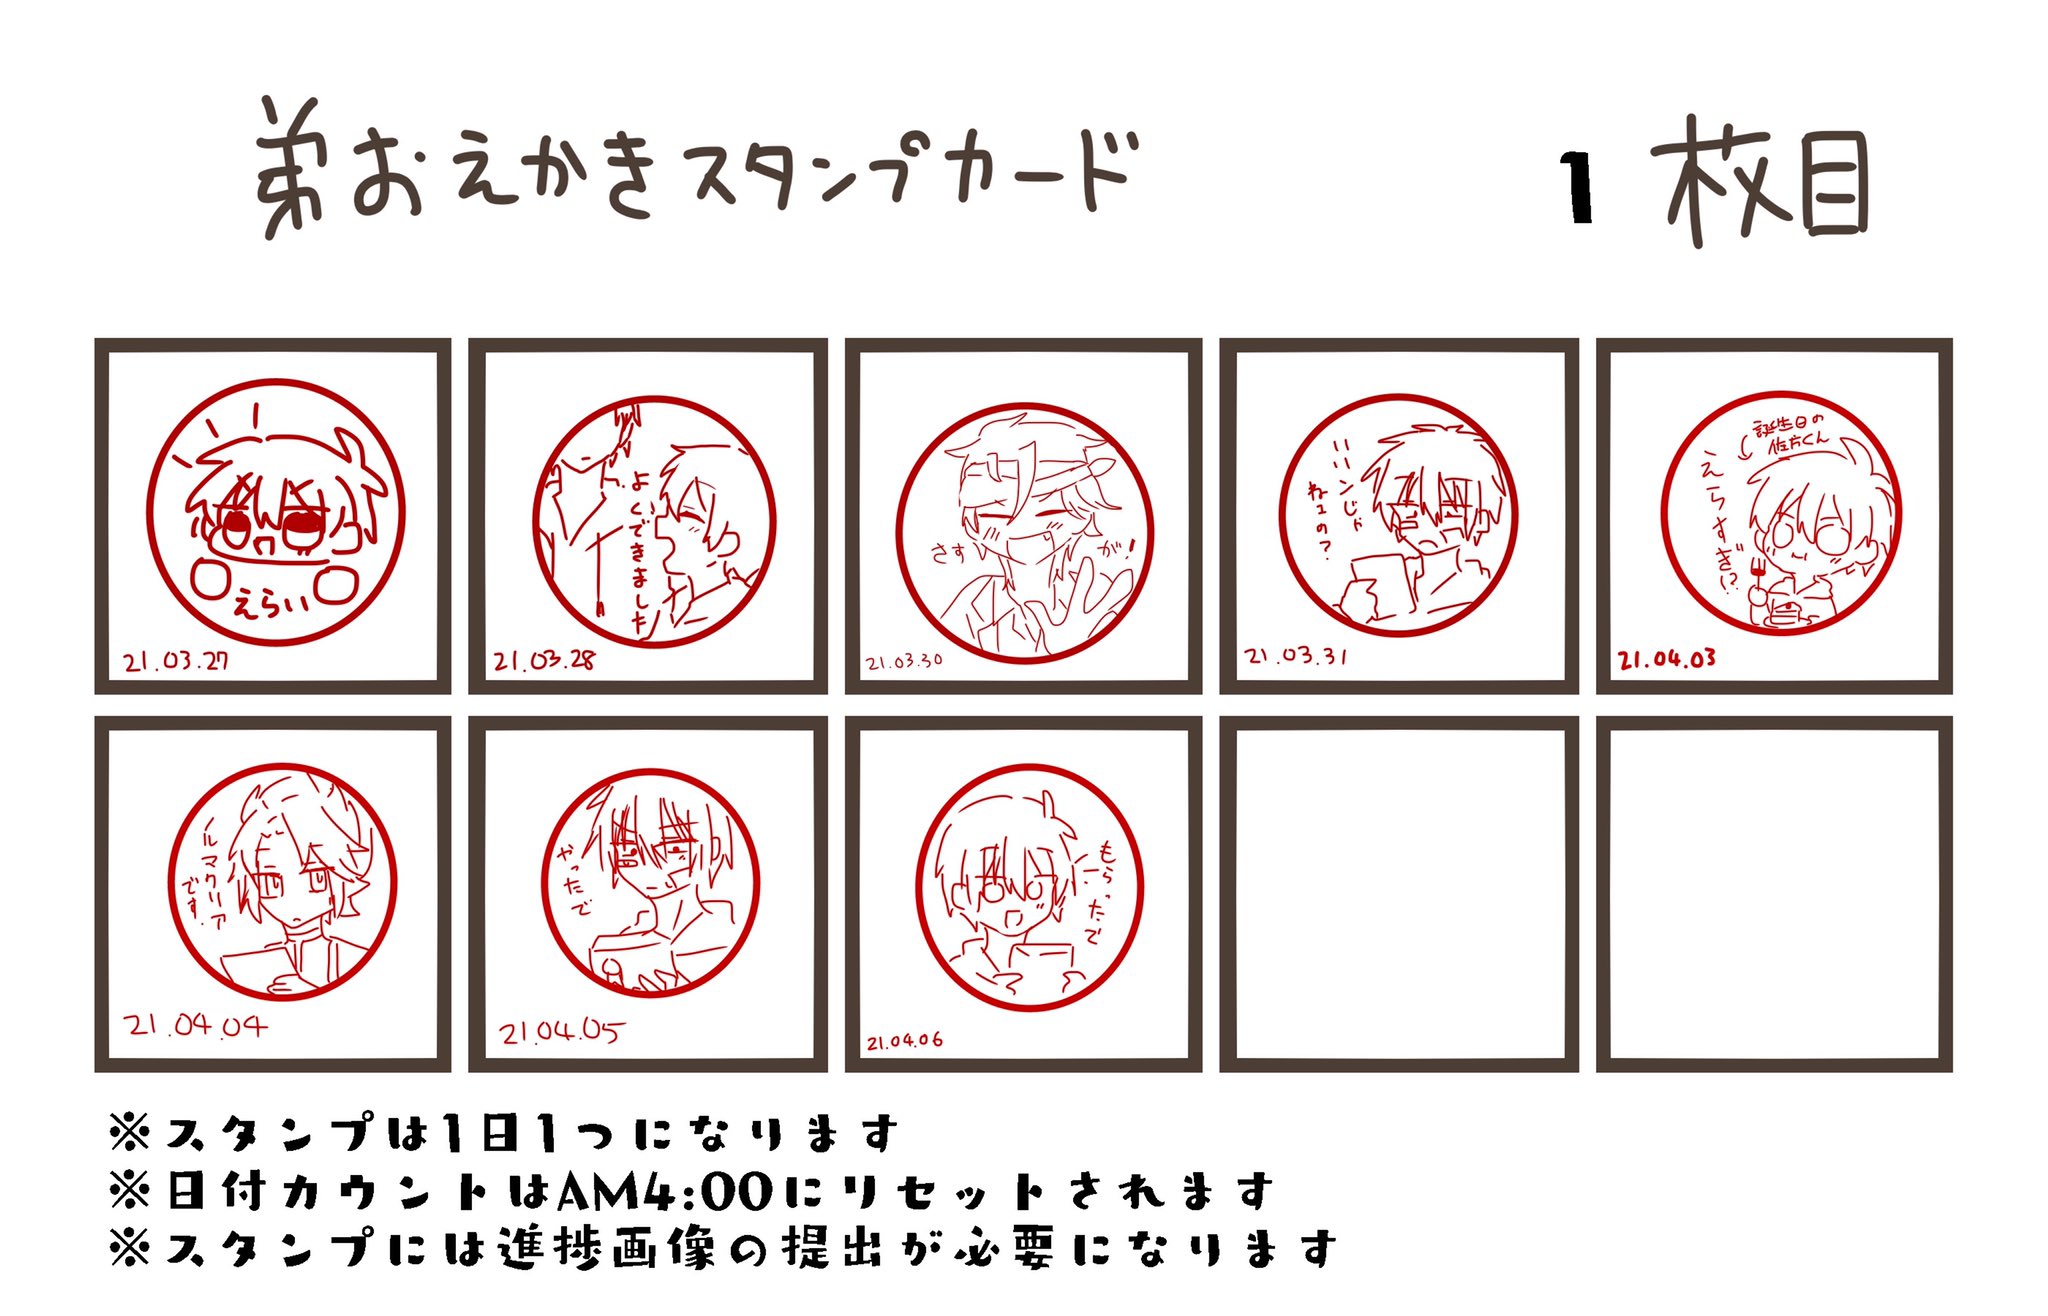 弟おえかきスタンプカード
1枚目
えらい
21.03.27
よくできました
21.03.28
さす
が!
21.03.30
いいンじゃ
ねェの?
21.03.31
誕生日の
佐方くん
えらすぎ!?
21.04.03
ノルマクリア
です.
21.04.04
やったで
21.04.05
もらったで
21.04.06
※スタンプは1日1つになります
※日付カウントはAM4:00にリセットされます
※スタンプには進捗画像の提出が必要になります